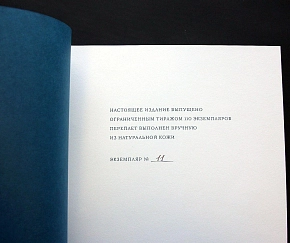 НАСТОЯЩЕЕ ИЗДАНИЕ ВЫПУЩЕНО
ОГРАНИЧЕННЫМ ТИРАЖОМ 110 ЭКЗЕМПЛЯРОВ
ПЕРЕПЛЕТ ВЫПОЛНЕН ВРУЧНУЮ
ИЗ НАТУРАЛЬНОЙ КОЖИ
ЭКЗЕМПЛЯР № 11